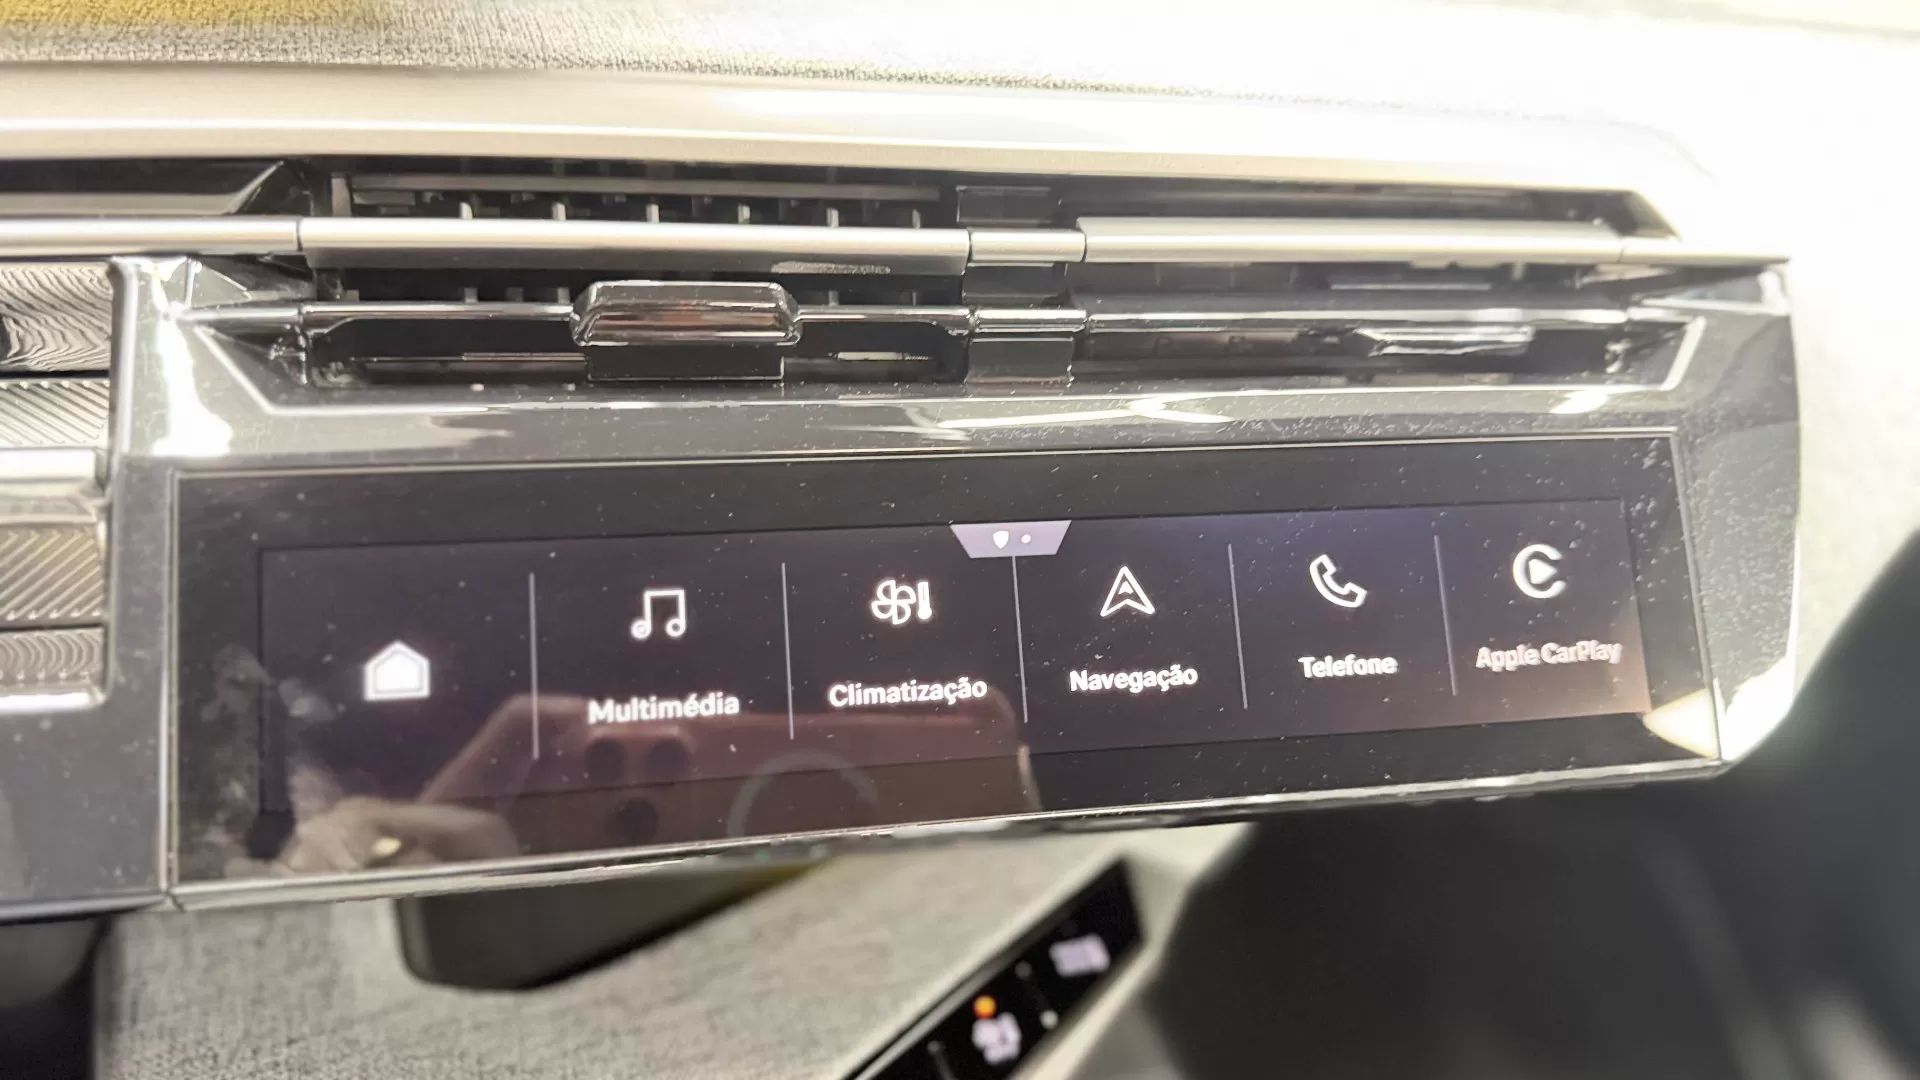 Multimédia
Climatização
Navegação
Telefone
Apple CarPlay